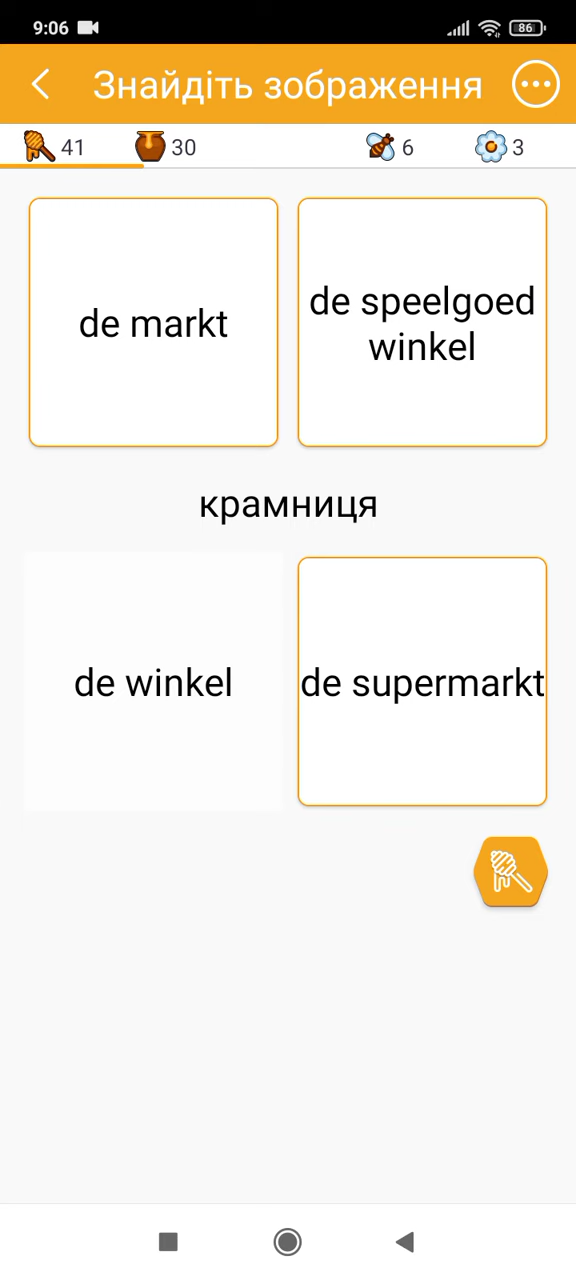 9:06
86
Знайдіть зображення
41 30 6 3
de markt
de speelgoed
winkel
крамниця
de winkel
de supermarkt